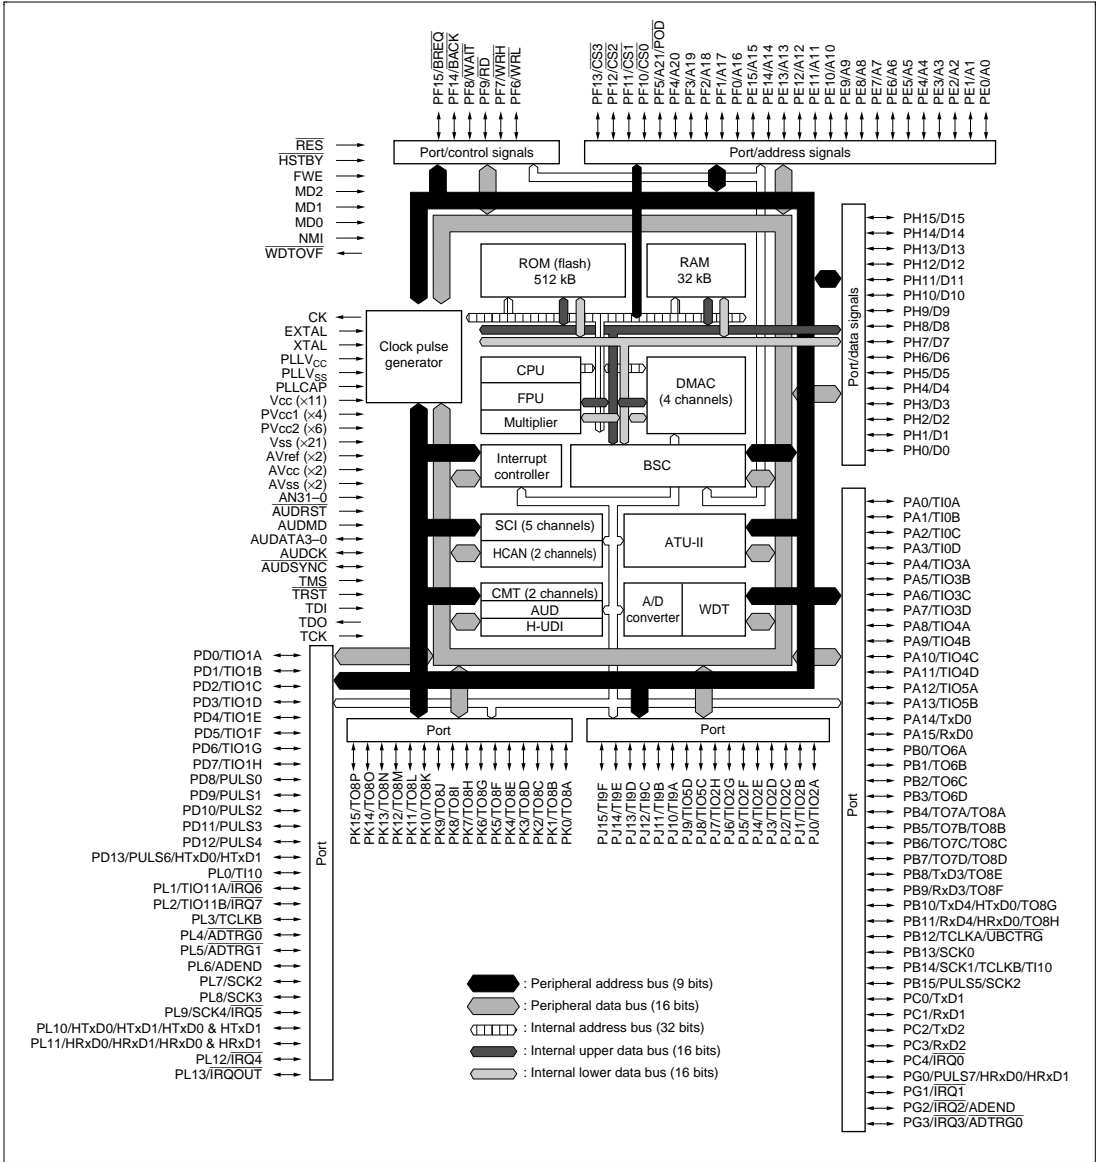 PF15/BREQ
PF14/BACK
PF8/WAIT
PF9/RD
PF7/WRH
PF6/WRL
PF13/CS3
PF12/CS2
PF11/CS1
PF10/CS0
PF5/A21/POD
PF4/A20
PF3/A19
PF2/A18
PF1/A17
PF0/A16
PE15/A15
PE14/A14
PE13/A13
PE12/A12
PE11/A11
PE10/A10
PE9/A9
PE8/A8
PE7/A7
PE6/A6
PE5/A5
PE4/A4
PE3/A3
PE2/A2
PE1/A1
PE0/A0
Port/control signals
Port/address signals
RES
HSTBY
FWE
MD2
MD1
MD0
NMI
WDTOVF
CK
EXTAL
XTAL
PLLVCC
PLLVSS
PLLCAP
Vcc (×11)
PVcc1 (×4)
PVcc2 (×6)
Vss (×21)
AVref (×2)
AVcc (×2)
AVss (×2)
AN31–0
AUDRST
AUDMD
AUDATA3–0
AUDCK
AUDSYNC
TMS
TRST
TDI
TDO
TCK
ROM (flash)
512 kB
RAM
32 kB
Clock pulse
generator
CPU
FPU
Multiplier
DMAC
(4 channels)
Interrupt
controller
BSC
SCI (5 channels)
HCAN (2 channels)
ATU-II
CMT (2 channels)
AUD
H-UDI
A/D
converter
WDT
Port/data signals
PH15/D15
PH14/D14
PH13/D13
PH12/D12
PH11/D11
PH10/D10
PH9/D9
PH8/D8
PH7/D7
PH6/D6
PH5/D5
PH4/D4
PH3/D3
PH2/D2
PH1/D1
PH0/D0
PA0/TI0A
PA1/TI0B
PA2/TI0C
PA3/TI0D
PA4/TIO3A
PA5/TIO3B
PA6/TIO3C
PA7/TIO3D
PA8/TIO4A
PA9/TIO4B
PA10/TIO4C
PA11/TIO4D
PA12/TIO5A
PA13/TIO5B
PA14/TxD0
PA15/RxD0
PB0/TO6A
PB1/TO6B
PB2/TO6C
PB3/TO6D
PB4/TO7A/TO8A
PB5/TO7B/TO8B
PB6/TO7C/TO8C
PB7/TO7D/TO8D
PB8/TxD3/TO8E
PB9/RxD3/TO8F
PB10/TxD4/HTxD0/TO8G
PB11/RxD4/HRxD0/TO8H
PB12/TCLKA/UBCTRG
PB13/SCK0
PB14/SCK1/TCLKB/TI10
PB15/PULS5/SCK2
PC0/TxD1
PC1/RxD1
PC2/TxD2
PC3/RxD2
PC4/IRQ0
PG0/PULS7/HRxD0/HRxD1
PG1/IRQ1
PG2/IRQ2/ADEND
PG3/IRQ3/ADTRG0
Port
PD0/TIO1A
PD1/TIO1B
PD2/TIO1C
PD3/TIO1D
PD4/TIO1E
PD5/TIO1F
PD6/TIO1G
PD7/TIO1H
PD8/PULS0
PD9/PULS1
PD10/PULS2
PD11/PULS3
PD12/PULS4
PD13/PULS6/HTxD0/HTxD1
PL0/TI10
PL1/TIO11A/IRQ6
PL2/TIO11B/IRQ7
PL3/TCLKB
PL4/ADTRG0
PL5/ADTRG1
PL6/ADEND
PL7/SCK2
PL8/SCK3
PL9/SCK4/IRQ5
PL10/HTxD0/HTxD1/HTxD0 & HTxD1
PL11/HRxD0/HRxD1/HRxD0 & HRxD1
PL12/IRQ4
PL13/IRQOUT
Port
Port
PK15/TO8P
PK14/TO8O
PK13/TO8N
PK12/TO8M
PK11/TO8L
PK10/TO8K
PK9/TO8J
PK8/TO8I
PK7/TO8H
PK6/TO8G
PK5/TO8F
PK4/TO8E
PK3/TO8D
PK2/TO8C
PK1/TO8B
PK0/TO8A
Port
PJ15/TI9F
PJ14/TI9E
PJ13/TI9D
PJ12/TI9C
PJ11/TI9B
PJ10/TI9A
PJ9/TIO5D
PJ8/TIO5C
PJ7/TIO2H
PJ6/TIO2G
PJ5/TIO2F
PJ4/TIO2E
PJ3/TIO2D
PJ2/TIO2C
PJ1/TIO2B
PJ0/TIO2A
: Peripheral address bus (9 bits)
: Peripheral data bus (16 bits)
: Internal address bus (32 bits)
: Internal upper data bus (16 bits)
: Internal lower data bus (16 bits)